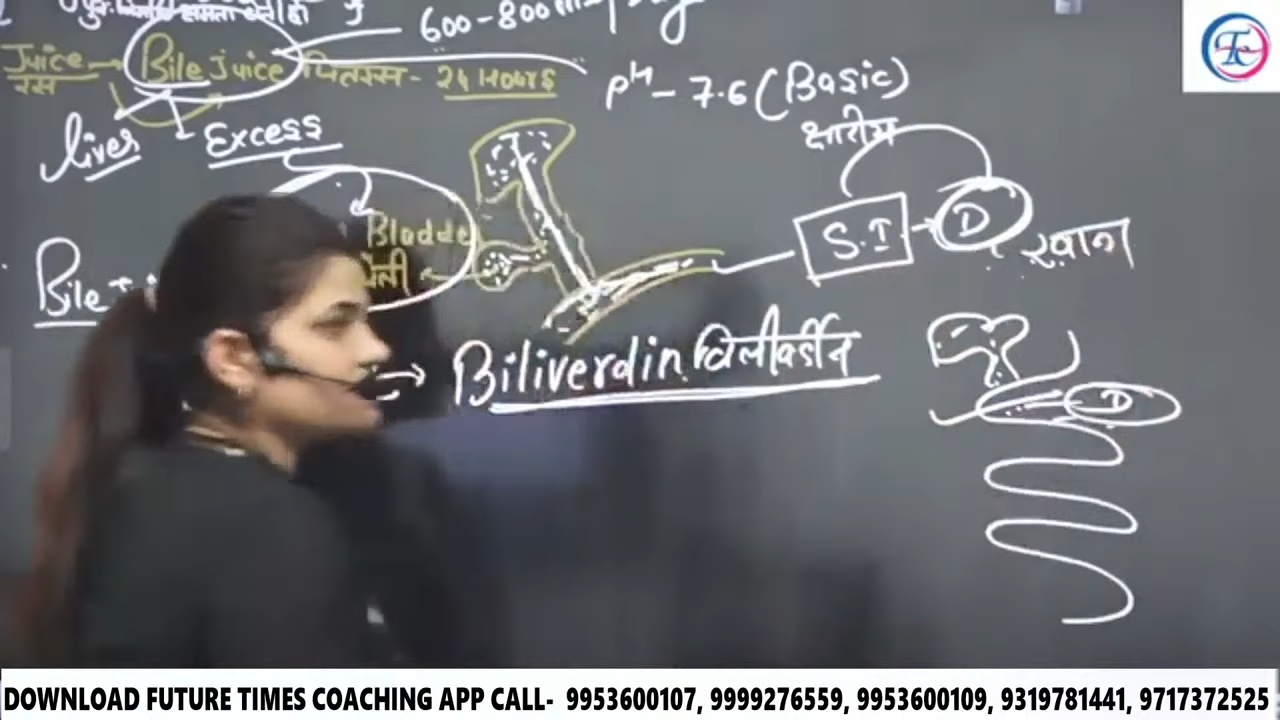 600-800
Juice → Bile Juice पितरस - 24 HOURS
रस
pH - 7.6 (Basic)
क्षारीय
liver
Excess
S.I → D
Bladde
ैली
Bile
→ Biliverdin बिलीवर्डीन
D
DOWNLOAD FUTURE TIMES COACHING APP CALL- 9953600107, 9999276559, 9953600109, 9319781441, 9717372525